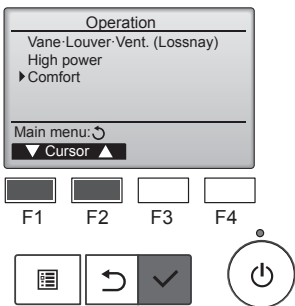 Operation
Vane·Louver·Vent. (Lossnay)
High power
Comfort
Main menu:
Cursor
F1 F2 F3 F4